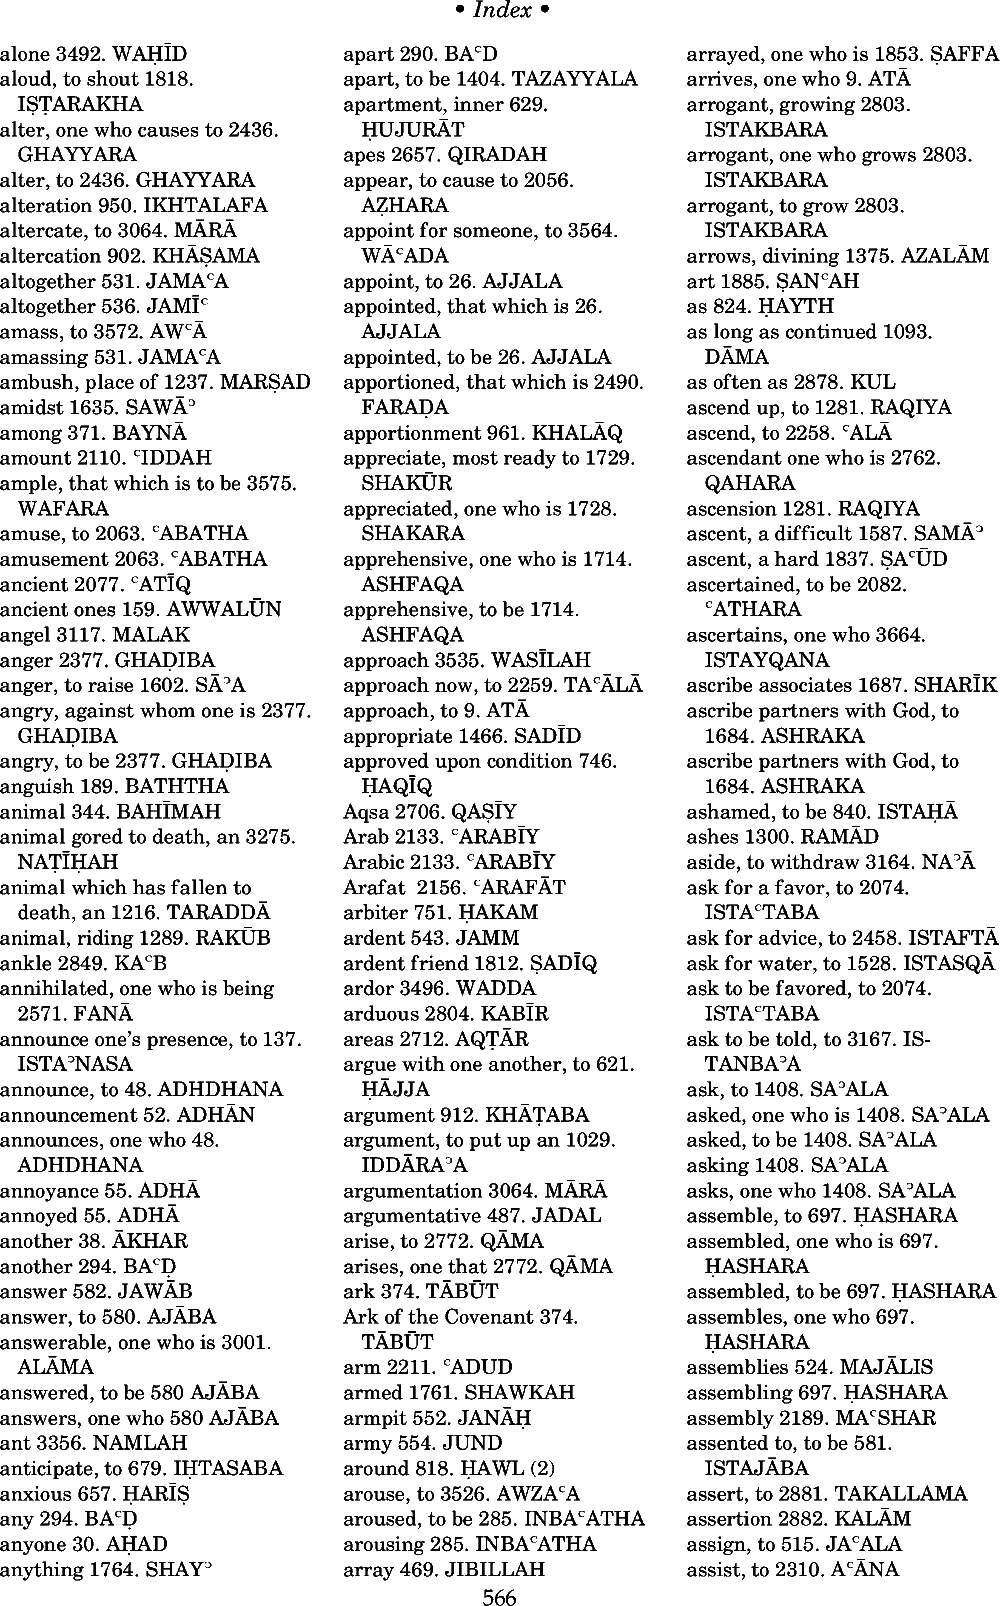 • Index •
alone 3492. WAḤĪD
aloud, to shout 1818.
IṢṬARAKHA
alter, one who causes to 2436.
GHAYYARA
alter, to 2436. GHAYYARA
alteration 950. IKHTALAFA
altercate, to 3064. MĀRĀ
altercation 902. KHĀṢAMA
altogether 531. JAMAᶜA
altogether 536. JAMĪᶜ
amass, to 3572. AWᶜĀ
amassing 531. JAMAᶜA
ambush, place of 1237. MARṢAD
amidst 1635. SAWĀᵓ
among 371. BAYNĀ
amount 2110. ᶜIDDAH
ample, that which is to be 3575.
WAFARA
amuse, to 2063. ᶜABATHA
amusement 2063. ᶜABATHA
ancient 2077. ᶜATĪQ
ancient ones 159. AWWALŪN
angel 3117. MALAK
anger 2377. GHAḌIBA
anger, to raise 1602. SĀᵓA
angry, against whom one is 2377.
GHAḌIBA
angry, to be 2377. GHAḌIBA
anguish 189. BATHTHA
animal 344. BAHĪMAH
animal gored to death, an 3275.
NAṬĪḤAH
animal which has fallen to
death, an 1216. TARADDĀ
animal, riding 1289. RAKŪB
ankle 2849. KAᶜB
annihilated, one who is being
2571. FANĀ
announce one’s presence, to 137.
ISTAᵓNASA
announce, to 48. ADHDHANA
announcement 52. ADHĀN
announces, one who 48.
ADHDHANA
annoyance 55. ADHĀ
annoyed 55. ADHĀ
another 38. ĀKHAR
another 294. BAᶜḌ
answer 582. JAWĀB
answer, to 580. AJĀBA
answerable, one who is 3001.
ALĀMA
answered, to be 580 AJĀBA
answers, one who 580 AJĀBA
ant 3356. NAMLAH
anticipate, to 679. IḤTASABA
anxious 657. ḤARĪṢ
any 294. BAᶜḌ
anyone 30. AḤAD
anything 1764. SHAYᵓ
apart 290. BAᶜD
apart, to be 1404. TAZAYYALA
apartment, inner 629.
ḤUJURĀT
apes 2657. QIRADAH
appear, to cause to 2056.
AẒHARA
appoint for someone, to 3564.
WĀᶜADA
appoint, to 26. AJJALA
appointed, that which is 26.
AJJALA
appointed, to be 26. AJJALA
apportioned, that which is 2490.
FARAḌA
apportionment 961. KHALĀQ
appreciate, most ready to 1729.
SHAKŪR
appreciated, one who is 1728.
SHAKARA
apprehensive, one who is 1714.
ASHFAQA
apprehensive, to be 1714.
ASHFAQA
approach 3535. WASĪLAH
approach now, to 2259. TAᶜĀLĀ
approach, to 9. ATĀ
appropriate 1466. SADĪD
approved upon condition 746.
ḤAQĪQ
Aqsa 2706. QAṢĪY
Arab 2133. ᶜARABĪY
Arabic 2133. ᶜARABĪY
Arafat 2156. ᶜARAFĀT
arbiter 751. ḤAKAM
ardent 543. JAMM
ardent friend 1812. ṢADĪQ
ardor 3496. WADDA
arduous 2804. KABĪR
areas 2712. AQṬĀR
argue with one another, to 621.
ḤĀJJA
argument 912. KHĀṬABA
argument, to put up an 1029.
IDDĀRAᵓA
argumentation 3064. MĀRĀ
argumentative 487. JADAL
arise, to 2772. QĀMA
arises, one that 2772. QĀMA
ark 374. TĀBŪT
Ark of the Covenant 374.
TĀBŪT
arm 2211. ᶜADUD
armed 1761. SHAWKAH
armpit 552. JANĀḤ
army 554. JUND
around 818. ḤAWL (2)
arouse, to 3526. AWZAᶜA
aroused, to be 285. INBAᶜATHA
arousing 285. INBAᶜATHA
array 469. JIBILLAH
arrayed, one who is 1853. ṢAFFA
arrives, one who 9. ATĀ
arrogant, growing 2803.
ISTAKBARA
arrogant, one who grows 2803.
ISTAKBARA
arrogant, to grow 2803.
ISTAKBARA
arrows, divining 1375. AZALĀM
art 1885. ṢANᶜAH
as 824. ḤAYTH
as long as continued 1093.
DĀMA
as often as 2878. KUL
ascend up, to 1281. RAQIYA
ascend, to 2258. ᶜALĀ
ascendant one who is 2762.
QAHARA
ascension 1281. RAQIYA
ascent, a difficult 1587. SAMĀᵓ
ascent, a hard 1837. ṢAᶜŪD
ascertained, to be 2082.
ᶜATHARA
ascertains, one who 3664.
ISTAYQANA
ascribe associates 1687. SHARĪK
ascribe partners with God, to
1684. ASHRAKA
ascribe partners with God, to
1684. ASHRAKA
ashamed, to be 840. ISTAḤĀ
ashes 1300. RAMĀD
aside, to withdraw 3164. NAᵓĀ
ask for a favor, to 2074.
ISTAᶜTABA
ask for advice, to 2458. ISTAFTĀ
ask for water, to 1528. ISTASQĀ
ask to be favored, to 2074.
ISTAᶜTABA
ask to be told, to 3167. IS-
TANBAᵓA
ask, to 1408. SAᵓALA
asked, one who is 1408. SAᵓALA
asked, to be 1408. SAᵓALA
asking 1408. SAᵓALA
asks, one who 1408. SAᵓALA
assemble, to 697. ḤASHARA
assembled, one who is 697.
ḤASHARA
assembled, to be 697. ḤASHARA
assembles, one who 697.
ḤASHARA
assemblies 524. MAJĀLIS
assembling 697. ḤASHARA
assembly 2189. MAᶜSHAR
assented to, to be 581.
ISTAJĀBA
assert, to 2881. TAKALLAMA
assertion 2882. KALĀM
assign, to 515. JAᶜALA
assist, to 2310. AᶜĀNA
566